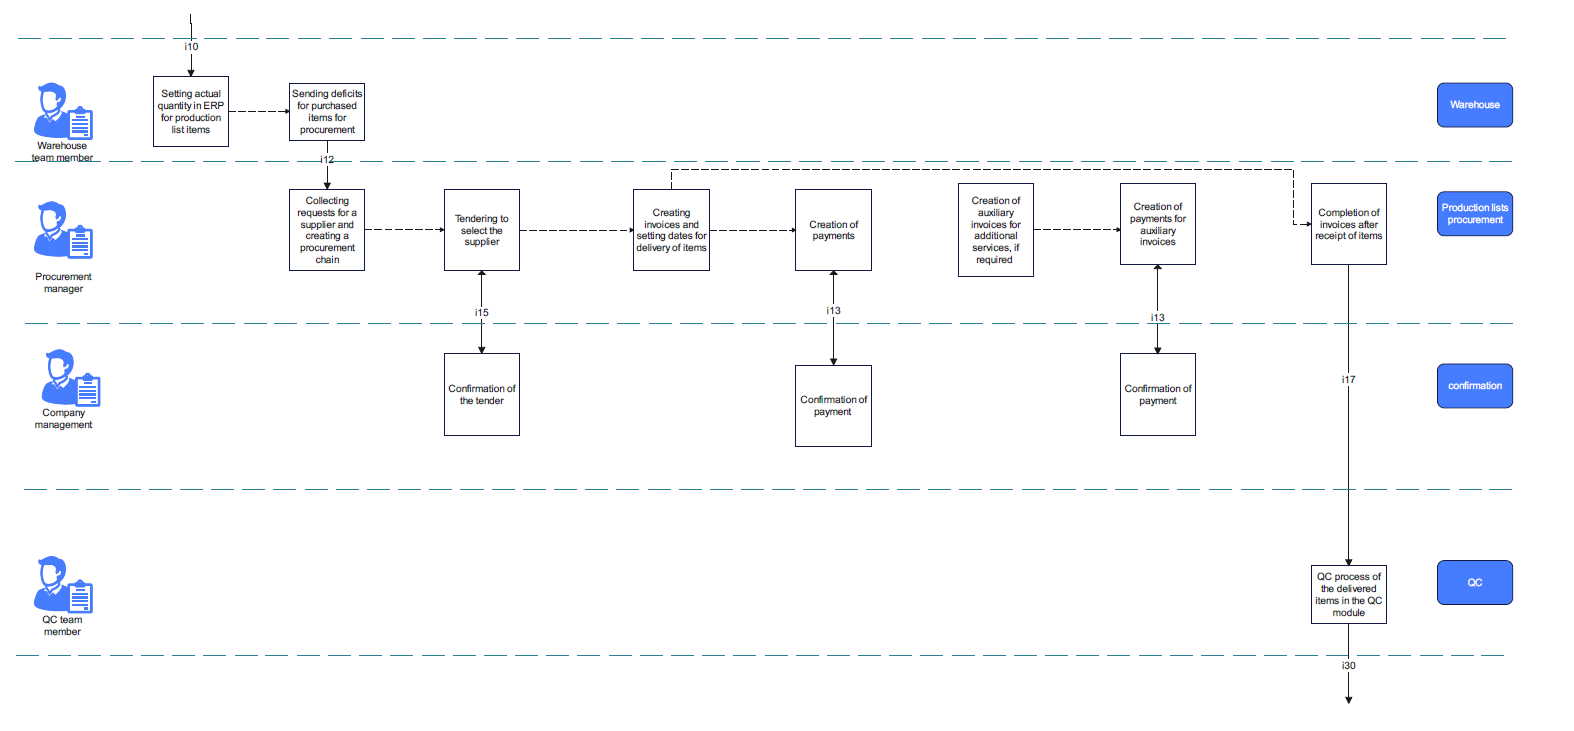 i10
Setting actual
quantity in ERP
for production
list items
Sending deficits
for purchased
items for
procurement
Warehouse
Warehouse
team member
i12
Collecting
requests for a
supplier and
creating a
procurement
chain
Tendering to
select the
supplier
Creating
invoices and
setting dates for
delivery of items
Creation of
payments
Creation of
auxiliary
invoices for
additional
services, if
required
Creation of
payments for
auxiliary
invoices
Completion of
invoices after
receipt of items
Production lists
procurement
Procurement
manager
i15
i13
i13
Confirmation of
the tender
Confirmation of
payment
Confirmation of
payment
i17
confirmation
Company
management
QC process of
the delivered
items in the QC
module
QC
QC team
member
i30